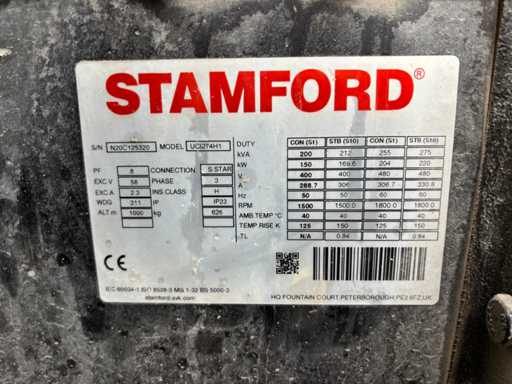 STAMFORD®
S/N N20C125320 MODEL UCI274H1 DUTY CON (S1) STB (S10) CON (S1) STB (S10)
kVA 200 212 255 275
PF 8 CONNECTION S STAR kW 150 169.6 204 220
EXC V 58 PHASE 3 V 400 400 480 480
EXC A 2.3 INS CLASS H A 288.7 306 306.7 330.8
Hz 50 50 60 60
WDG 311 IP IP23 RPM 1500 1500.0 1800.0 1800.0
ALT m 1000 kg 626 AMB.TEMP °C 40 40 40 40
TEMP RISE K 125 150 125 150
TL N/A 0.94 N/A 0.94
CE
IEC 60034-1 ISO 8528-3 MG 1-32 BS 5000-3
stamford-avk.com
HQ FOUNTAIN COURT,PETERBOROUGH,PE2 6FZ,UK